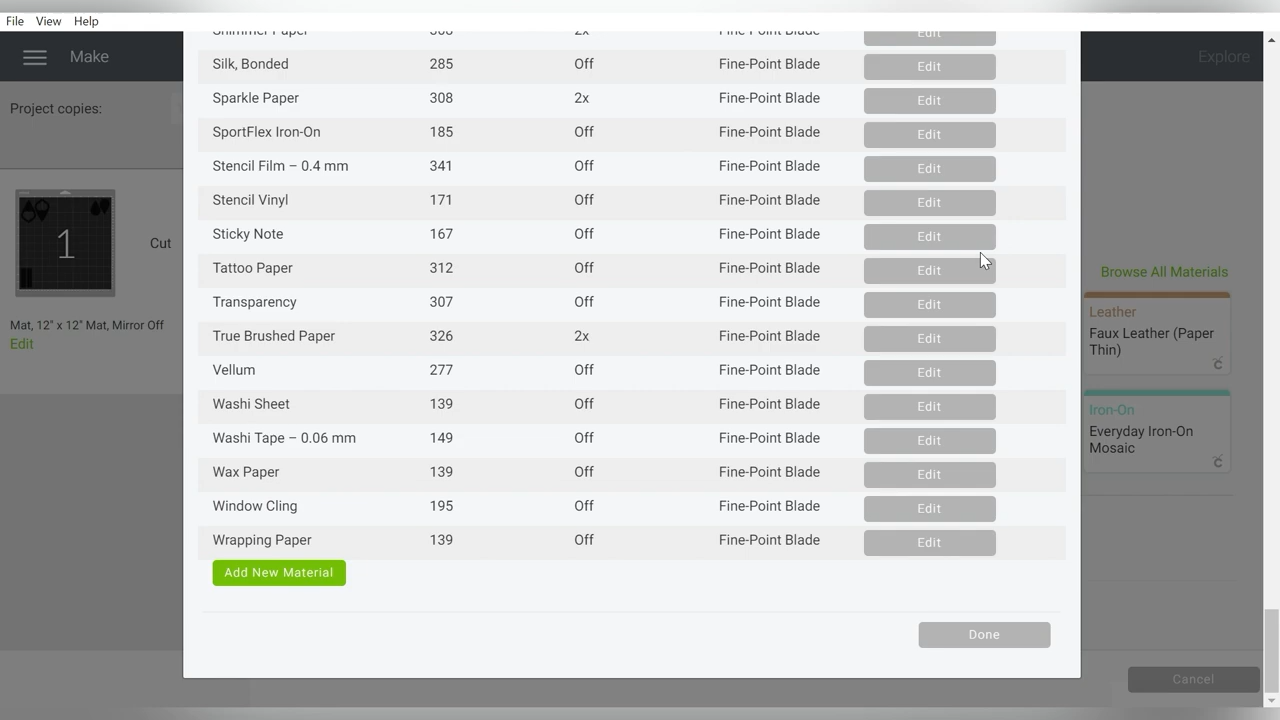 File View Help
Make
Explore
Project copies:
Shimmer Paper 308 2x Fine-Point Blade Edit
Silk, Bonded 285 Off Fine-Point Blade Edit
Sparkle Paper 308 2x Fine-Point Blade Edit
SportFlex Iron-On 185 Off Fine-Point Blade Edit
Stencil Film – 0.4 mm 341 Off Fine-Point Blade Edit
Stencil Vinyl 171 Off Fine-Point Blade Edit
Sticky Note 167 Off Fine-Point Blade Edit
Tattoo Paper 312 Off Fine-Point Blade Edit
Transparency 307 Off Fine-Point Blade Edit
True Brushed Paper 326 2x Fine-Point Blade Edit
Vellum 277 Off Fine-Point Blade Edit
Washi Sheet 139 Off Fine-Point Blade Edit
Washi Tape – 0.06 mm 149 Off Fine-Point Blade Edit
Wax Paper 139 Off Fine-Point Blade Edit
Window Cling 195 Off Fine-Point Blade Edit
Wrapping Paper 139 Off Fine-Point Blade Edit
Add New Material
Done
1
Cut
Mat, 12" x 12" Mat, Mirror Off
Edit
Browse All Materials
Leather
Faux Leather (Paper
Thin)
Iron-On
Everyday Iron-On
Mosaic
Cancel